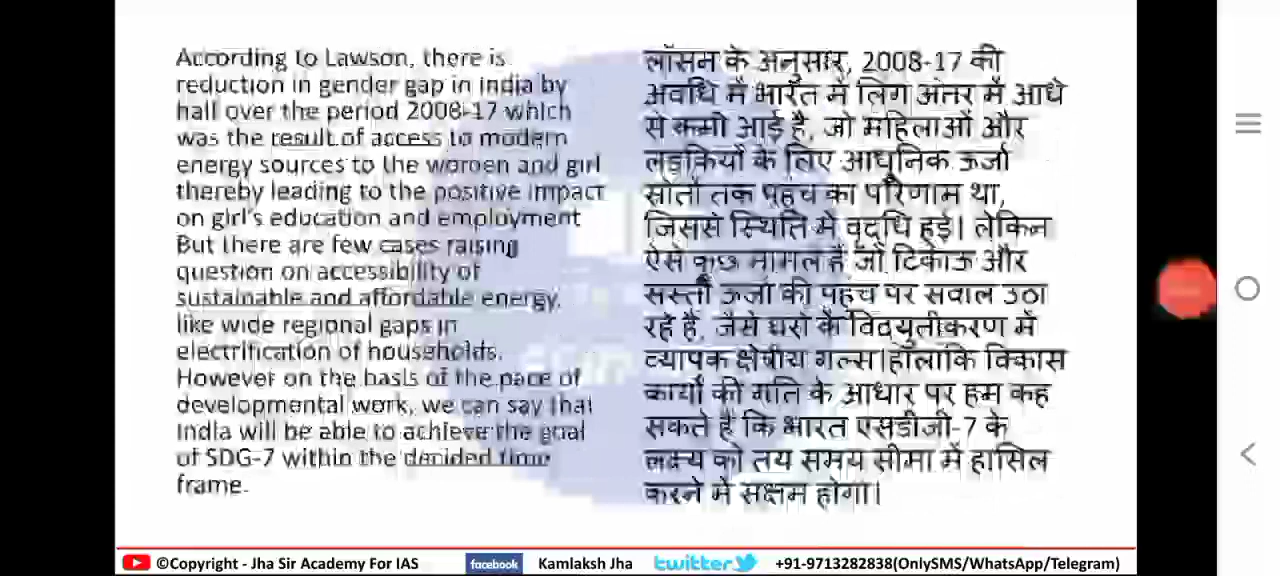 According to Lawson, there is
reduction in gender gap in India by
half over the period 2008-17 which
was the result of access to modern
energy sources to the women and girl
thereby leading to the positive impact
on girl's education and employment
But there are few cases raising
question on accessibility of
sustainable and affordable energy,
like wide regional gaps in
electrification of households.
However on the basis of the pace of
developmental work, we can say that
India will be able to achieve the goal
of SDG-7 within the decided time
frame.
लॉसन के अनुसार, 2008-17 की
अवधि में भारत में लिंग अंतर में आधे
से कमी आई है, जो महिलाओं और
लड़कियों के लिए आधुनिक ऊर्जा
स्रोतों तक पहुंच का परिणाम था,
जिससे स्थिति में वृद्धि हुई। लेकिन
ऐसे कुछ मामले हैं जो टिकाऊ और
सस्ती ऊर्जा की पहुंच पर सवाल उठा
रहे हैं, जैसे घरों के विद्युतीकरण में
व्यापक क्षेत्रीय गल्स।हालांकि विकास
कार्यों की गति के आधार पर हम कह
सकते हैं कि भारत एसडीजी-7 के
लक्ष्य को तय समय सीमा में हासिल
करने में सक्षम होगा।
©Copyright - Jha Sir Academy For IAS facebook Kamlaksh Jha twitter +91-9713282838(OnlySMS/WhatsApp/Telegram)